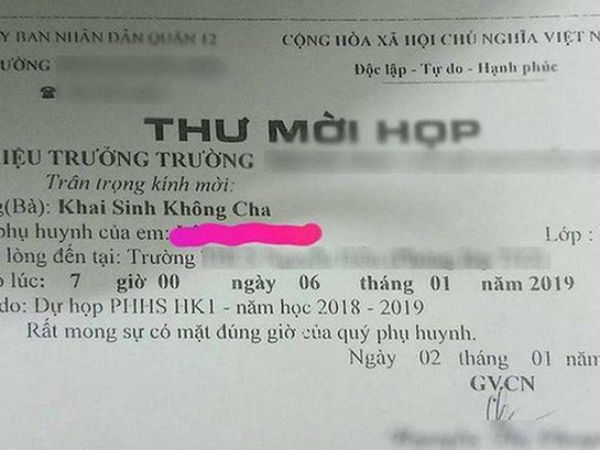 Y BAN NHÂN DÂN QUẬN 12
CỘNG HÒA XÃ HỘI CHỦ NGHĨA VIỆT N
ƯỜNG
Độc lập - Tự do - Hạnh phúc
☎
THƯ MỜI HỌP
IỆU TRƯỞNG TRƯỜNG
Trân trọng kính mời:
g(Bà): Khai Sinh Không Cha
phụ huynh của em:
Lớp :
lòng đến tại: Trường
lúc: 7 giờ 00 ngày 06 tháng 01 năm 2019
do: Dự họp PHHS HK1 - năm học 2018 - 2019
Rất mong sự có mặt đúng giờ của quý phụ huynh.
Ngày 02 tháng 01 năm
GVCN